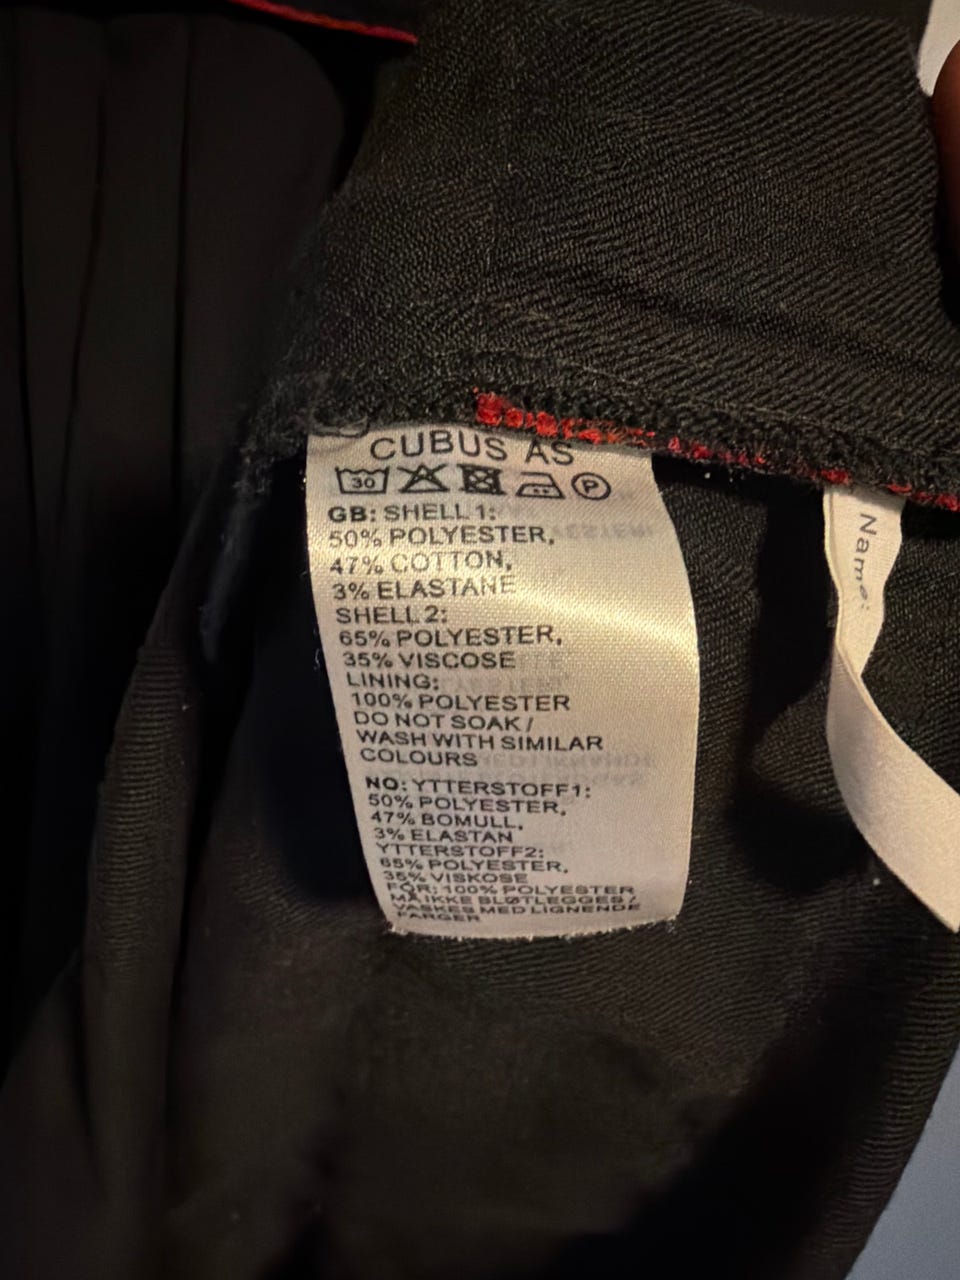 CUBUS AS
30 P
GB: SHELL 1:
50% POLYESTER,
47% COTTON,
3% ELASTANE
SHELL 2:
65% POLYESTER,
35% VISCOSE
LINING:
100% POLYESTER
DO NOT SOAK /
WASH WITH SIMILAR
COLOURS
NO: YTTERSTOFF1:
50% POLYESTER,
47% BOMULL,
3% ELASTAN
YTTERSTOFF2:
65% POLYESTER,
35% VISKOSE
FÔR: 100% POLYESTER
MÅ IKKE BLØTLEGGES /
VASKES MED LIGNENDE
FARGER
Name: